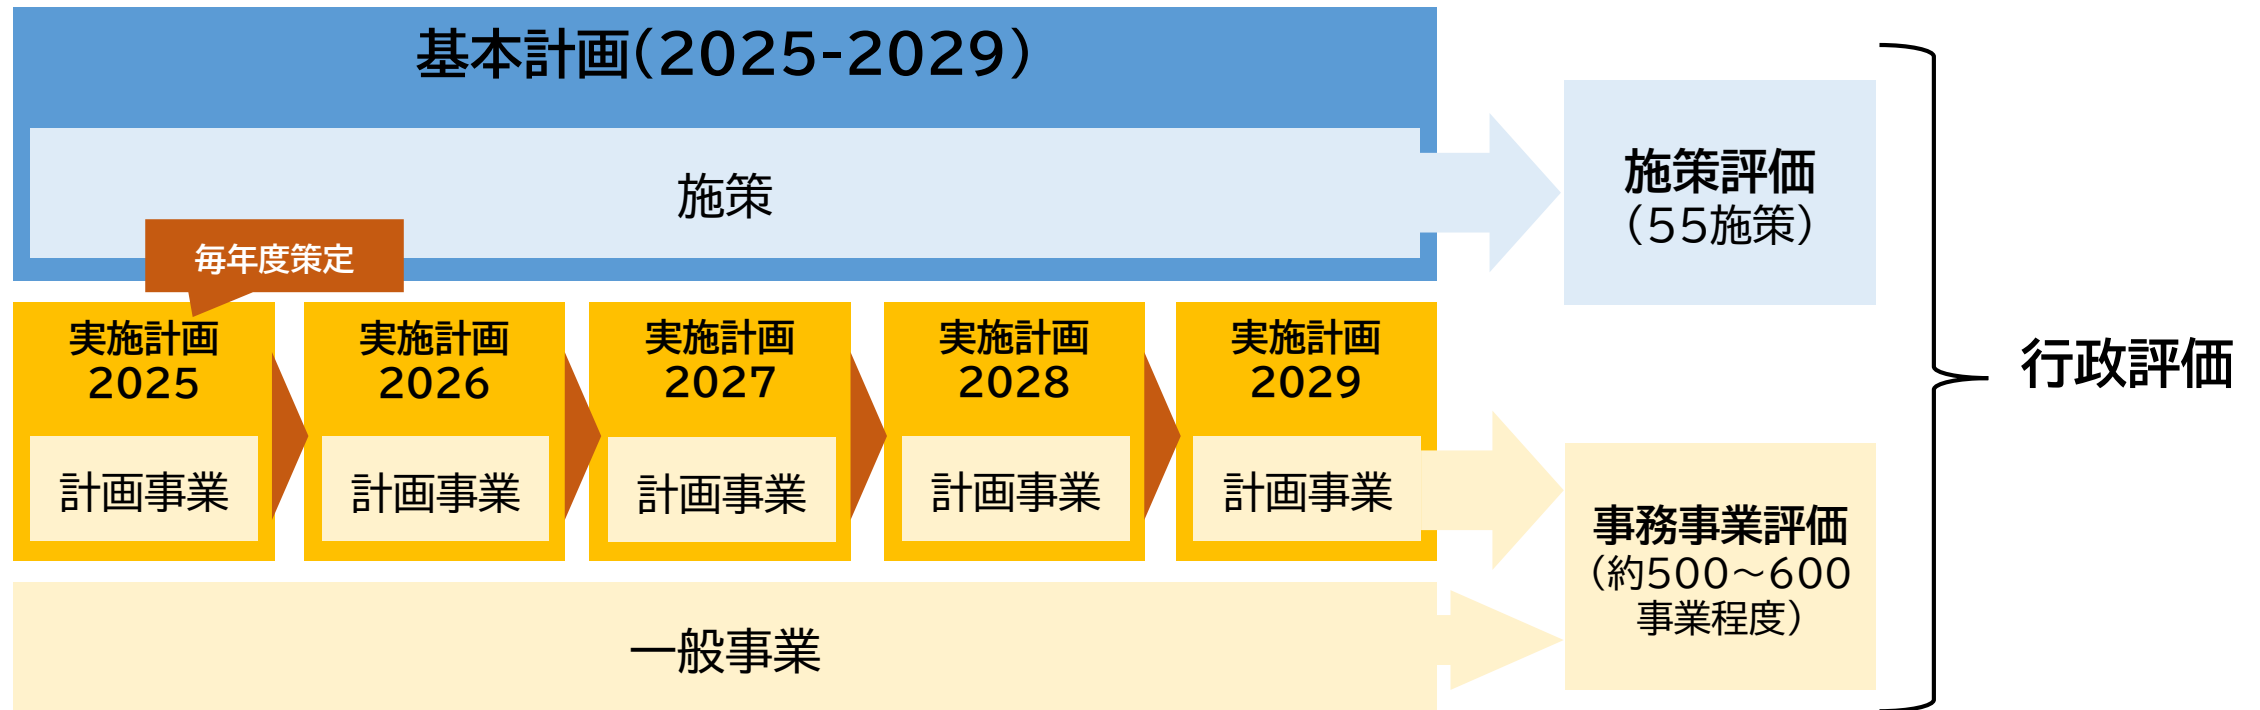 基本計画(2025-2029)
施策
毎年度策定
実施計画
2025
計画事業
実施計画
2026
計画事業
実施計画
2027
計画事業
実施計画
2028
計画事業
実施計画
2029
計画事業
一般事業
施策評価
(55施策)
事務事業評価
(約500～600
事業程度)
行政評価